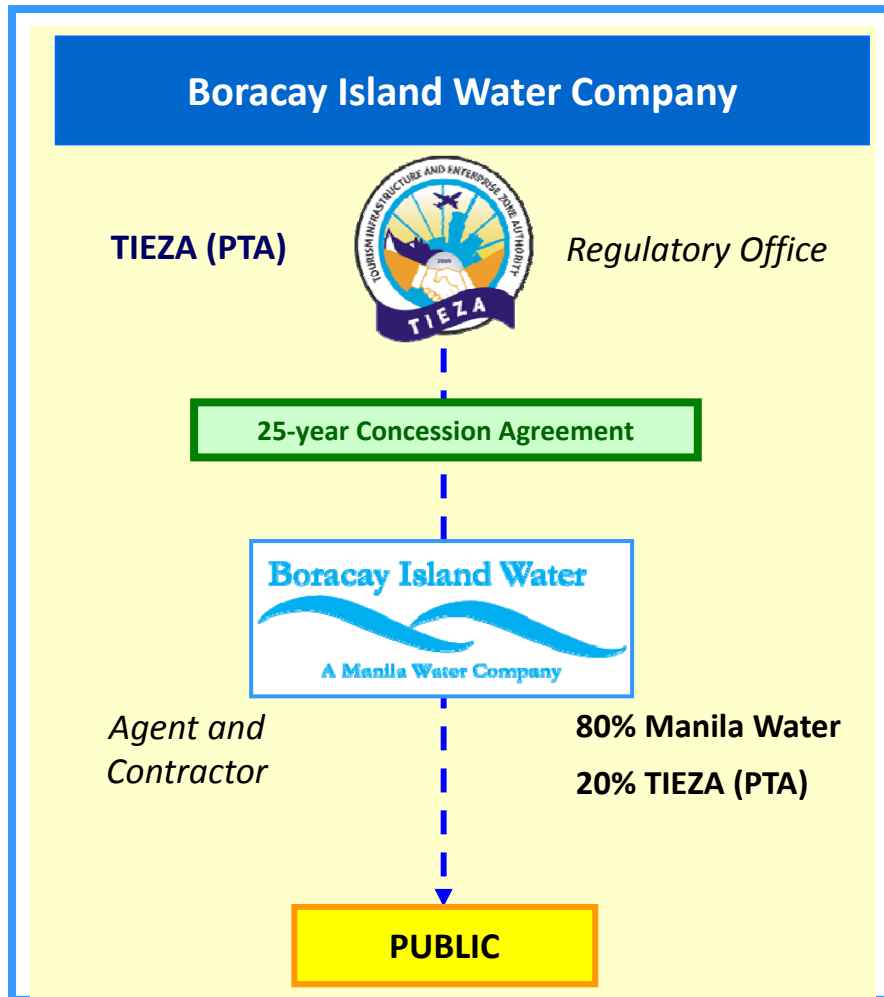 Boracay Island Water Company
TIEZA (PTA)
TOURISM INFRASTRUCTURE AND ENTERPRISE ZONE AUTHORITY
2009
TIEZA
Regulatory Office
25-year Concession Agreement
Boracay Island Water
A Manila Water Company
Agent and
Contractor
80% Manila Water
20% TIEZA (PTA)
PUBLIC